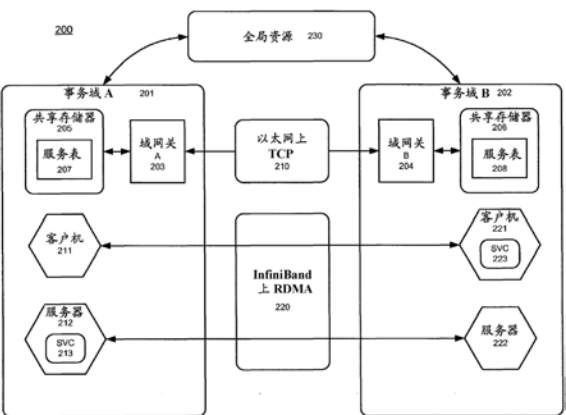 200
全局资源 230
事务域 A 201
事务域 B 202
共享存储器
205
服务表
207
域网关
A
203
以太网上
TCP
210
域网关
B
204
共享存储器
206
服务表
208
客户机
211
InfiniBand
上 RDMA
220
客户机
221
SVC
223
服务器
212
SVC
213
服务器
222